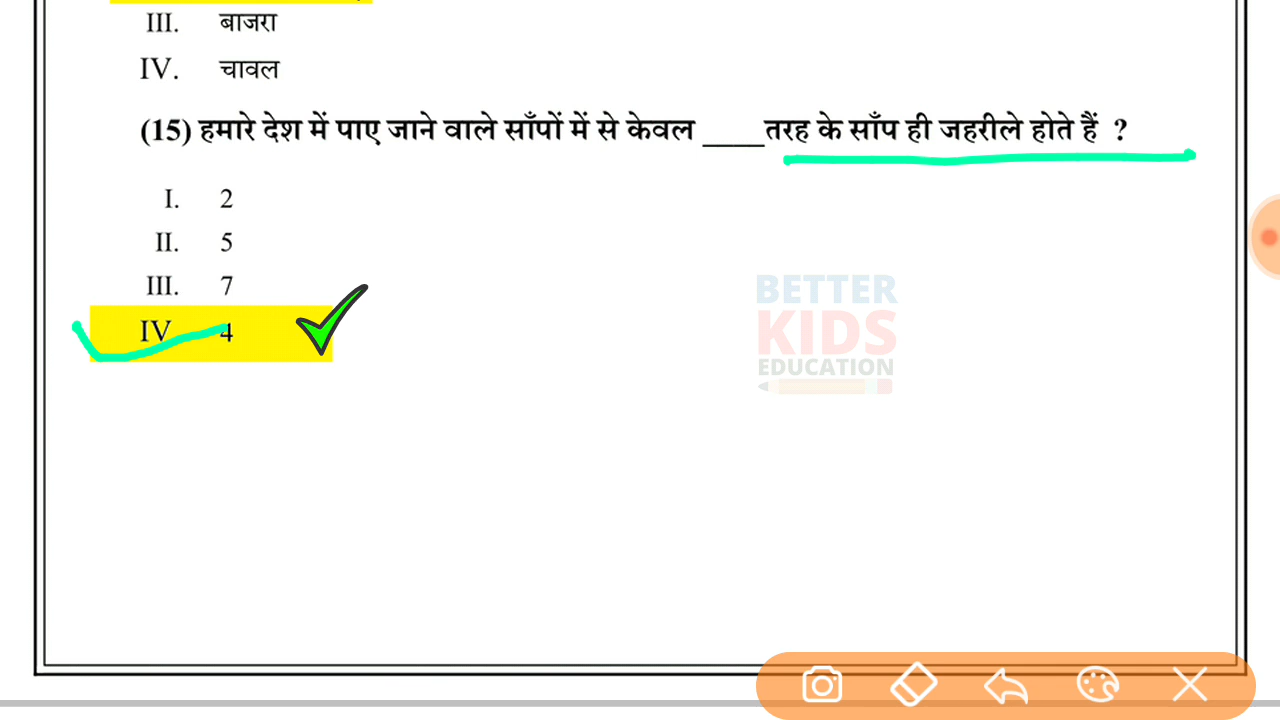 III. बाजरा
IV. चावल
(15) हमारे देश में पाए जाने वाले साँपों में से केवल ____तरह के साँप ही जहरीले होते हैं ?
I. 2
II. 5
III. 7
IV 4
BETTER
KIDS
EDUCATION